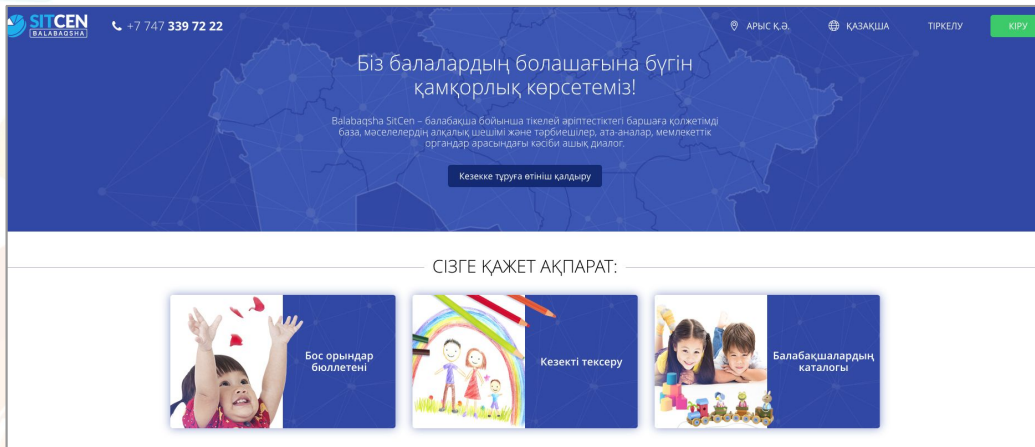 SITCEN
BALABAQSHA
+7 747 339 72 22
АРЫС Қ.Ә.
ҚАЗАҚША
ТІРКЕЛУ
КІРУ
Біз балалардың болашағына бүгін
қамқорлық көрсетеміз!
Balabaqsha SitCen – балабақша бойынша тікелей әріптестіктегі баршаға қолжетімді
база, мәселелердің алқалық шешімі және тәрбиешілер, ата-аналар, мемлекеттік
органдар арасындағы кәсіби ашық диалог.
Кезекке тұруға өтініш қалдыру
СІЗГЕ ҚАЖЕТ АҚПАРАТ:
Бос орындар
бюллетені
Кезекті тексеру
Балабақшалардың
каталогы